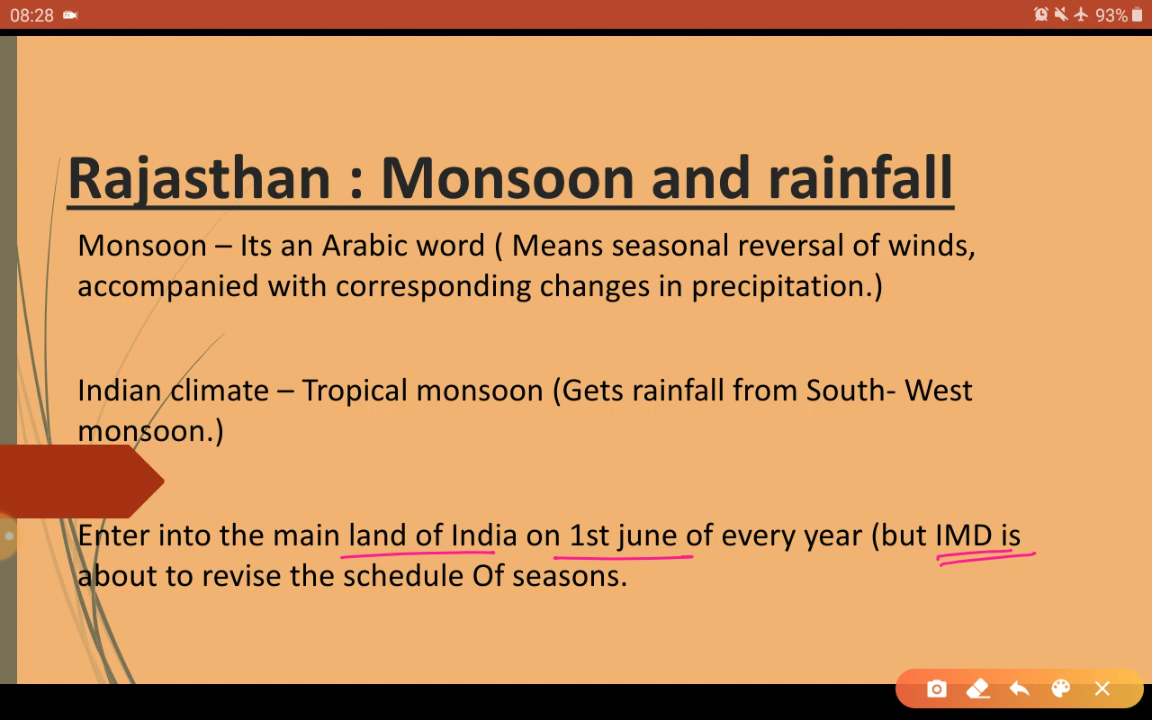 08:28
93%
Rajasthan : Monsoon and rainfall
Monsoon – Its an Arabic word ( Means seasonal reversal of winds,
accompanied with corresponding changes in precipitation.)
Indian climate – Tropical monsoon (Gets rainfall from South- West
monsoon.)
Enter into the main land of India on 1st june of every year (but IMD is
about to revise the schedule Of seasons.